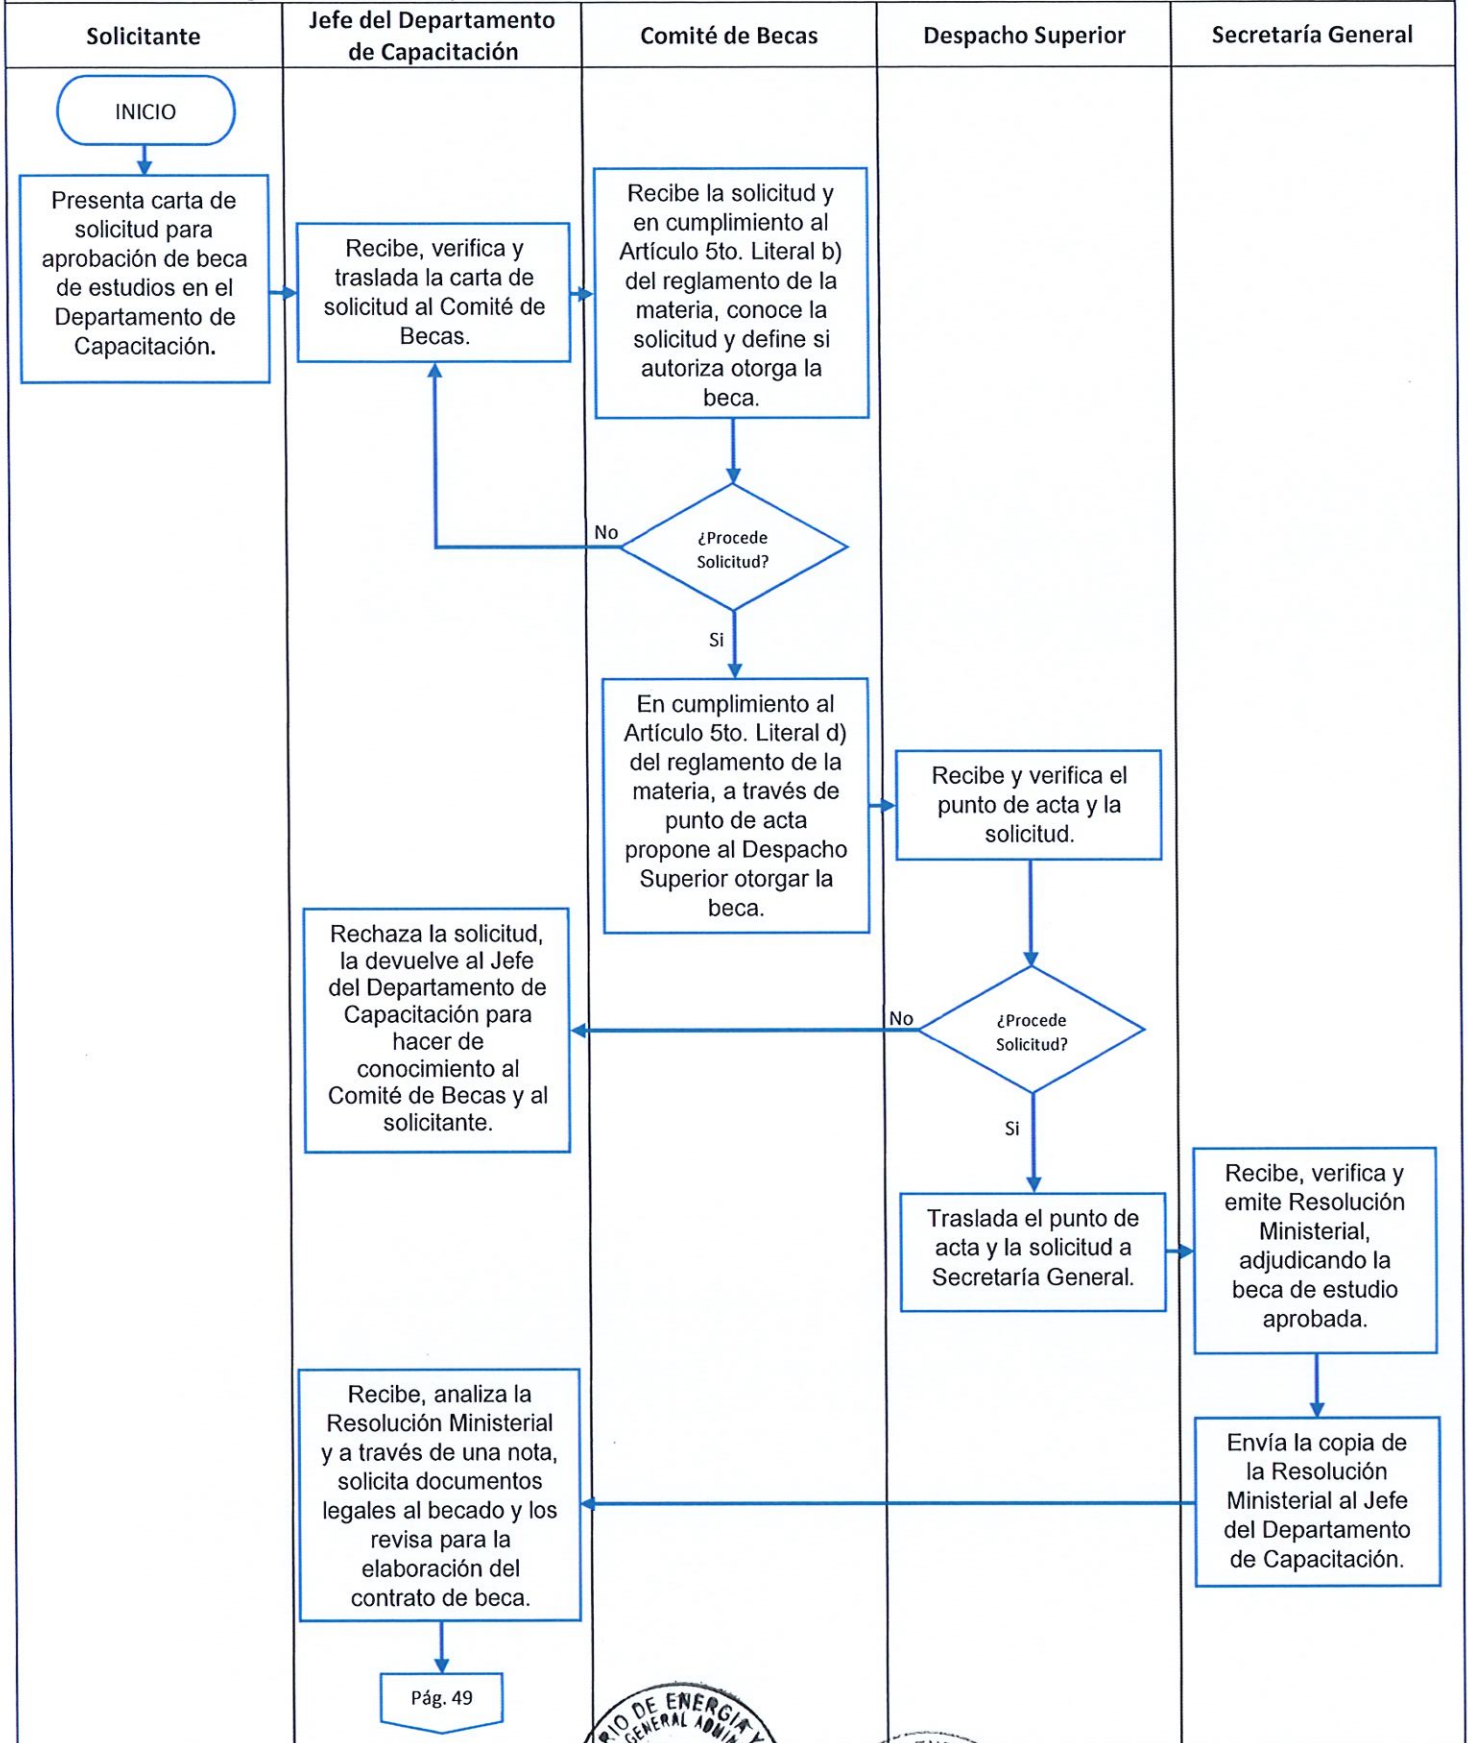 Solicitante
Jefe del Departamento
de Capacitación
Comité de Becas
Despacho Superior
Secretaría General
INICIO
Presenta carta de
solicitud para
aprobación de beca
de estudios en el
Departamento de
Capacitación.
Recibe, verifica y
traslada la carta de
solicitud al Comité de
Becas.
Recibe la solicitud y
en cumplimiento al
Artículo 5to. Literal b)
del reglamento de la
materia, conoce la
solicitud y define si
autoriza otorga la
beca.
¿Procede
Solicitud?
No
Si
En cumplimiento al
Artículo 5to. Literal d)
del reglamento de la
materia, a través de
punto de acta
propone al Despacho
Superior otorgar la
beca.
Recibe y verifica el
punto de acta y la
solicitud.
¿Procede
Solicitud?
No
Si
Rechaza la solicitud,
la devuelve al Jefe
del Departamento de
Capacitación para
hacer de
conocimiento al
Comité de Becas y al
solicitante.
Traslada el punto de
acta y la solicitud a
Secretaría General.
Recibe, verifica y
emite Resolución
Ministerial,
adjudicando la
beca de estudio
aprobada.
Envía la copia de
la Resolución
Ministerial al Jefe
del Departamento
de Capacitación.
Recibe, analiza la
Resolución Ministerial
y a través de una nota,
solicita documentos
legales al becado y los
revisa para la
elaboración del
contrato de beca.
Pág. 49
DE ENERGIA Y
GENERAL